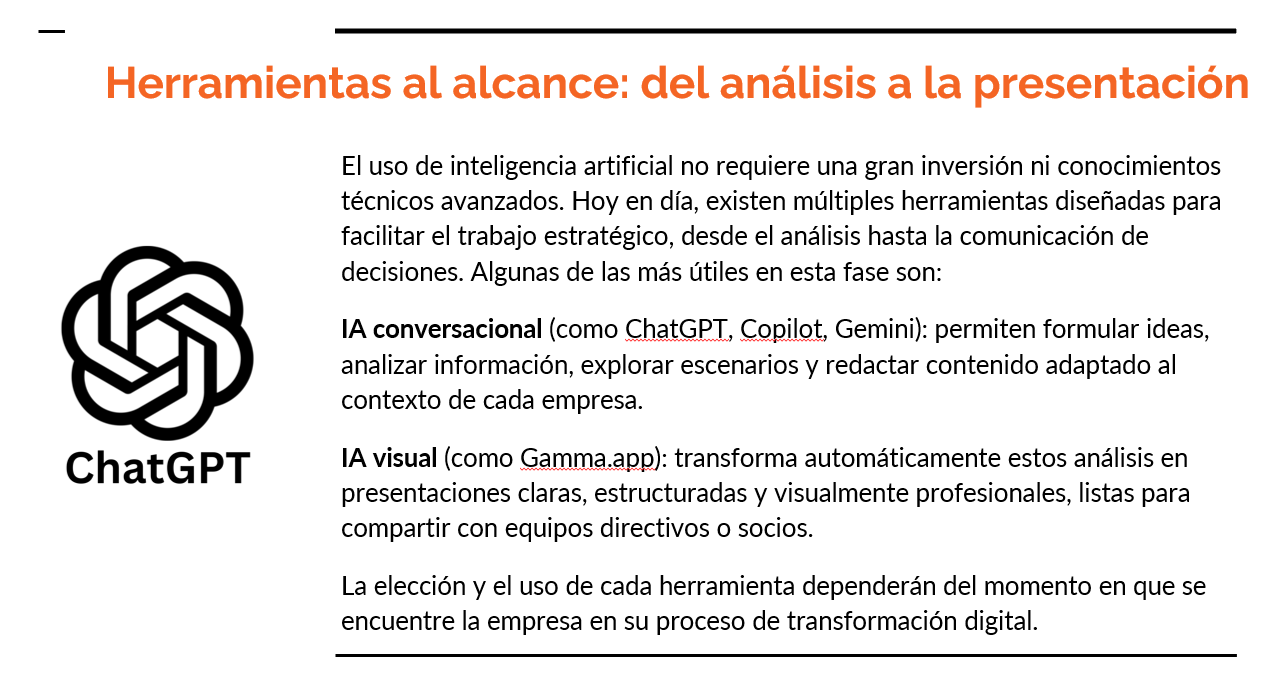 Herramientas al alcance: del análisis a la presentación
El uso de inteligencia artificial no requiere una gran inversión ni conocimientos
técnicos avanzados. Hoy en día, existen múltiples herramientas diseñadas para
facilitar el trabajo estratégico, desde el análisis hasta la comunicación de
decisiones. Algunas de las más útiles en esta fase son:
IA conversacional (como ChatGPT, Copilot, Gemini): permiten formular ideas,
analizar información, explorar escenarios y redactar contenido adaptado al
contexto de cada empresa.
IA visual (como Gamma.app): transforma automáticamente estos análisis en
presentaciones claras, estructuradas y visualmente profesionales, listas para
compartir con equipos directivos o socios.
La elección y el uso de cada herramienta dependerán del momento en que se
encuentre la empresa en su proceso de transformación digital.
ChatGPT